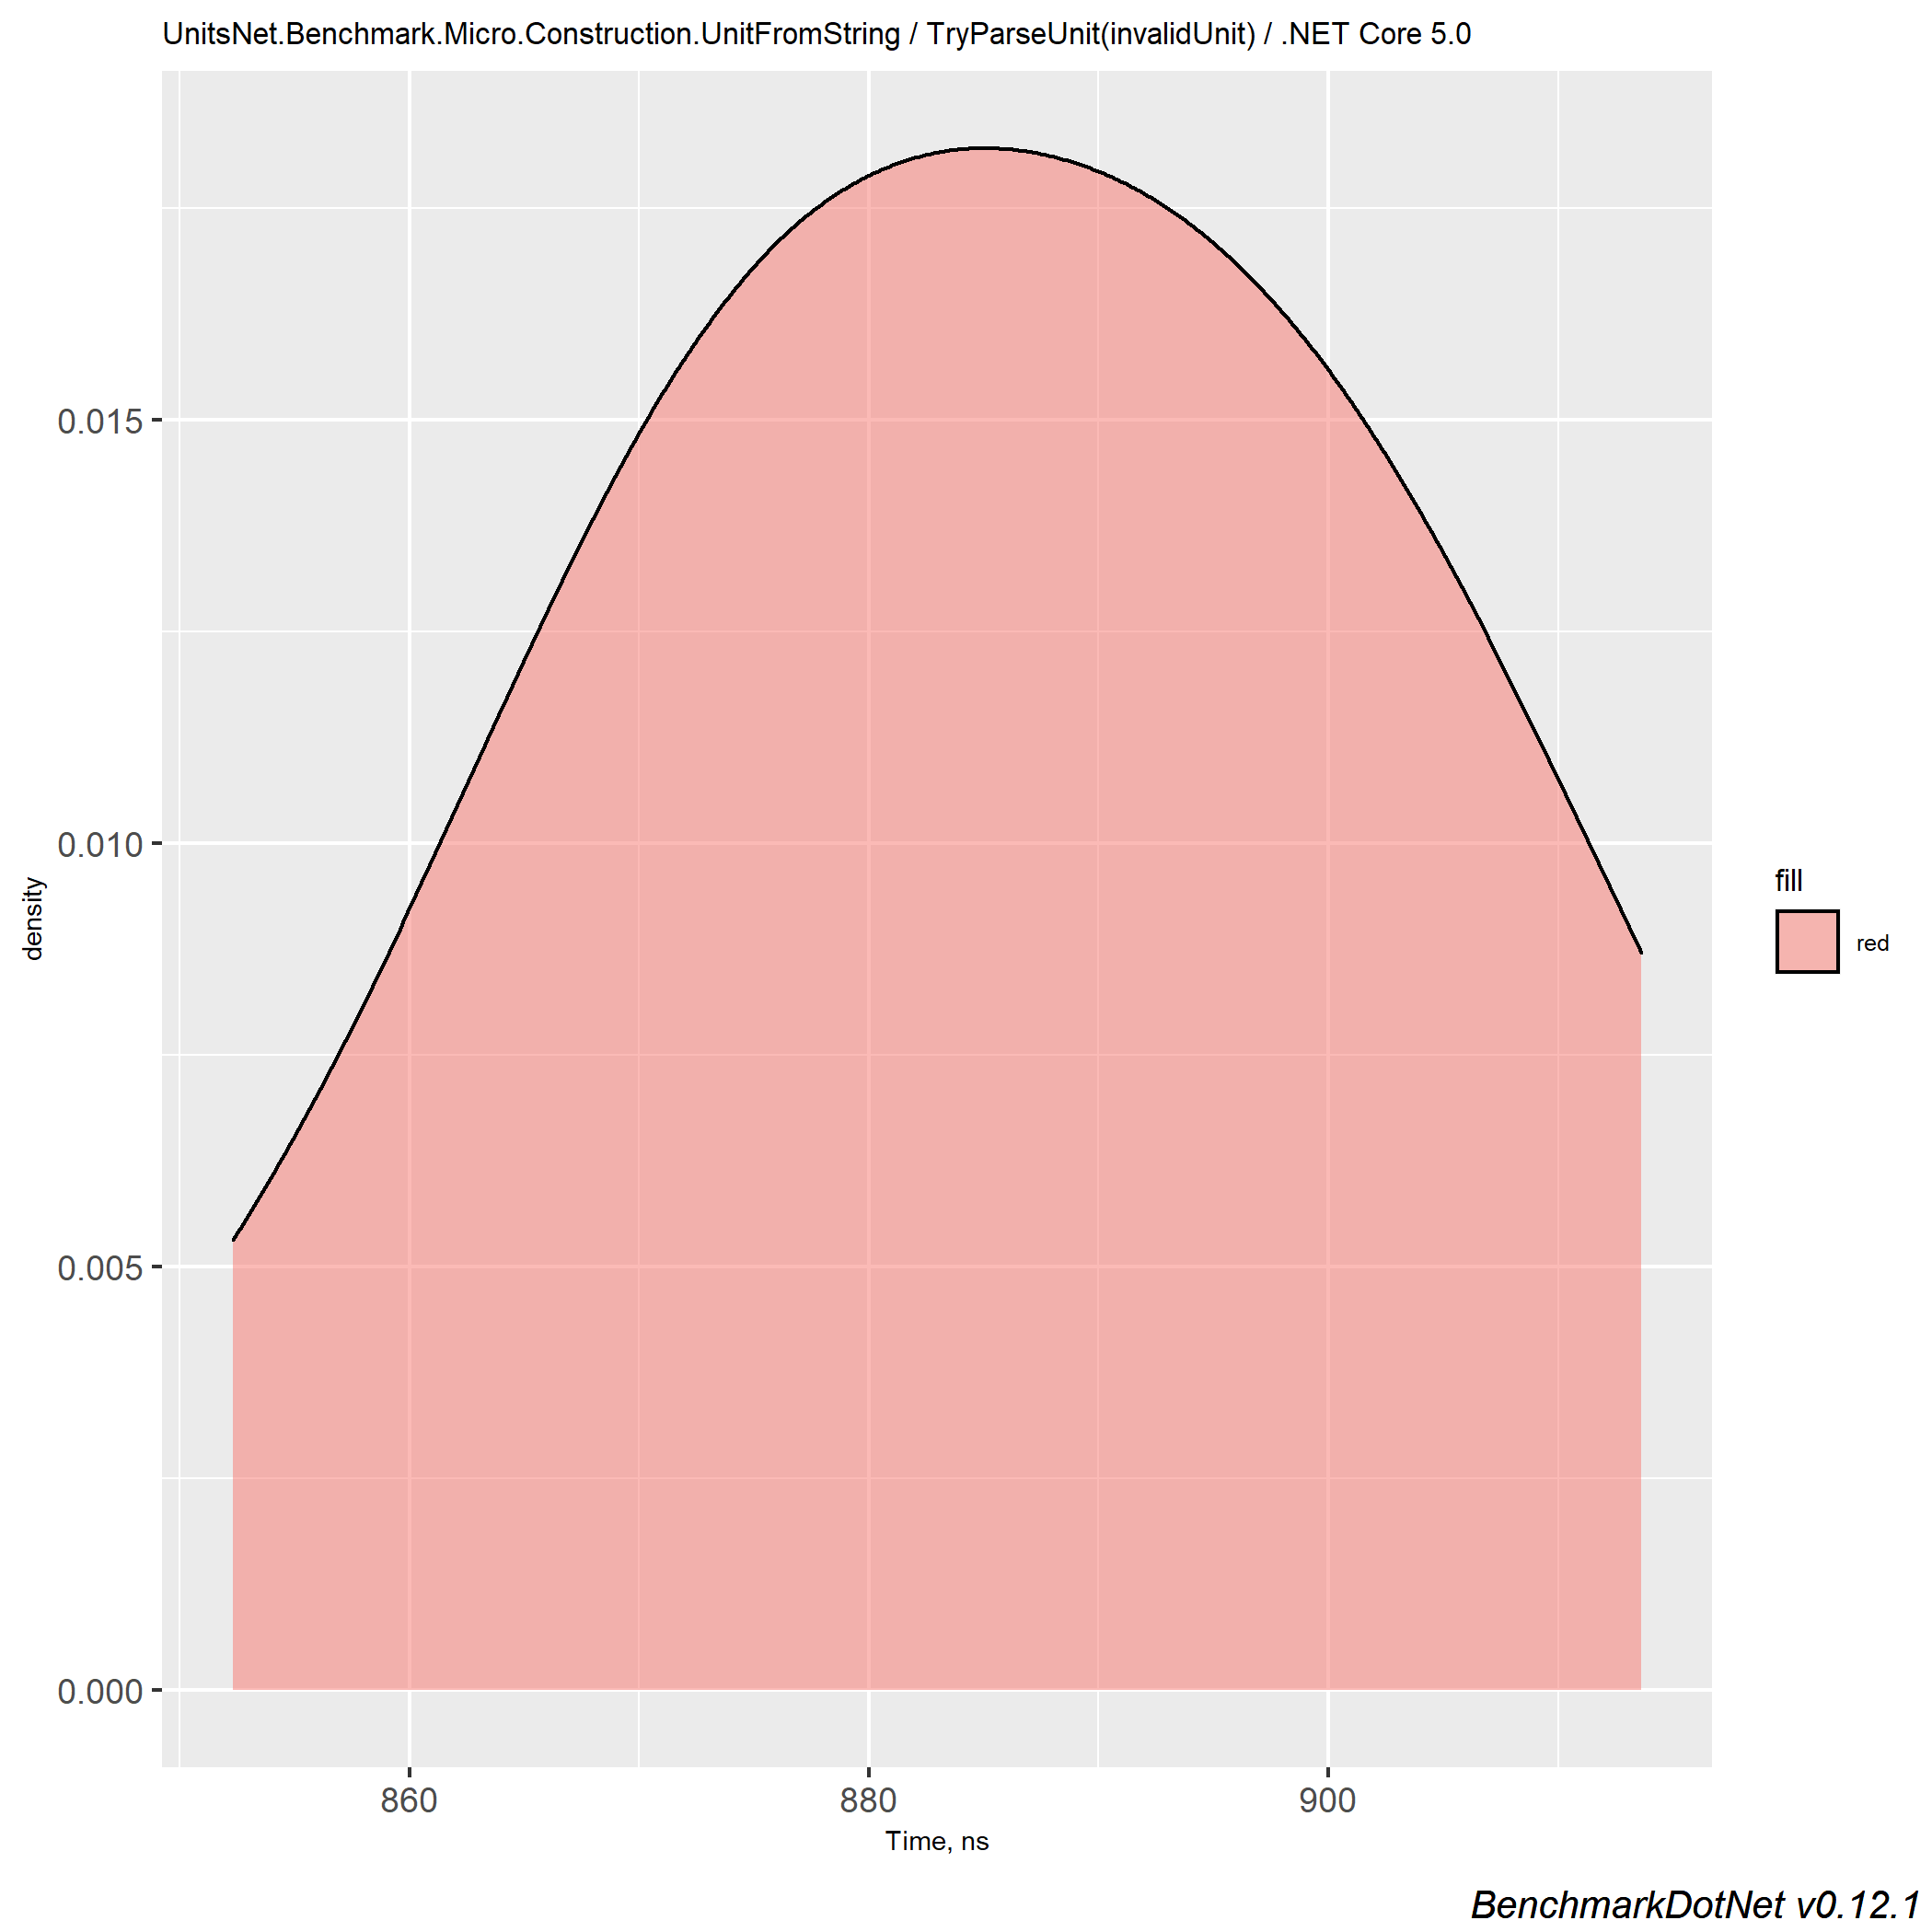 UnitsNet.Benchmark.Micro.Construction.UnitFromString / TryParseUnit(invalidUnit) / .NET Core 5.0
0.015
0.010
0.005
0.000
density
860
880
900
Time, ns
fill
red
BenchmarkDotNet v0.12.1